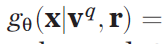 g_θ(𝐱|𝐯^q, 𝐫) =